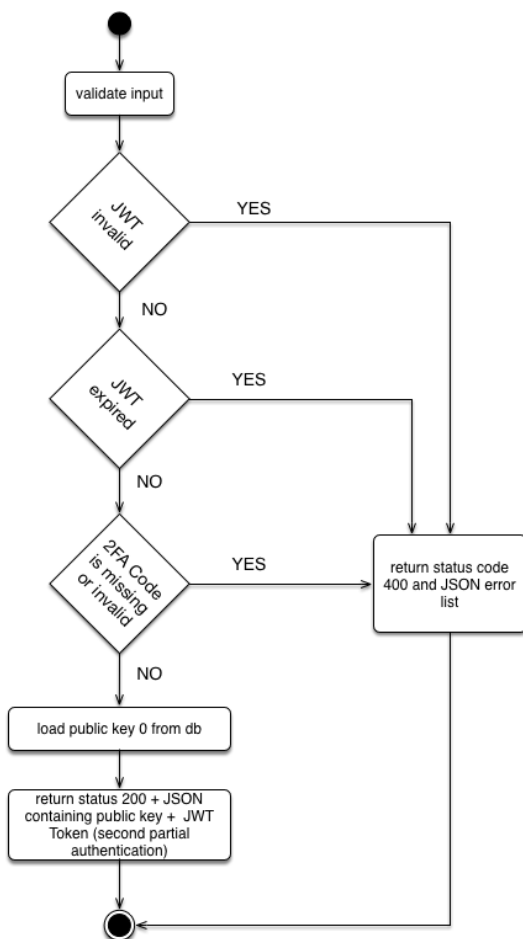 validate input
JWT
invalid
YES
NO
JWT
expired
YES
NO
2FA Code
is missing
or invalid
YES
return status code
400 and JSON error
list
NO
load public key 0 from db
return status 200 + JSON
containing public key + JWT
Token (second partial
authentication)